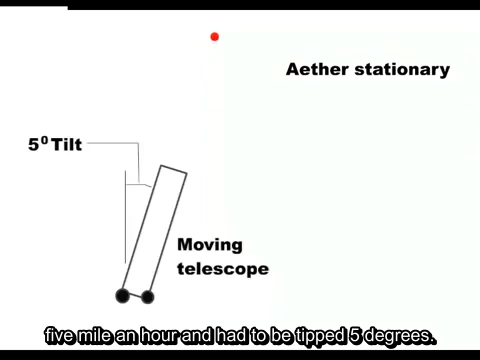 Aether stationary
5⁰ Tilt
Moving
telescope
five mile an hour and had to be tipped 5 degrees.